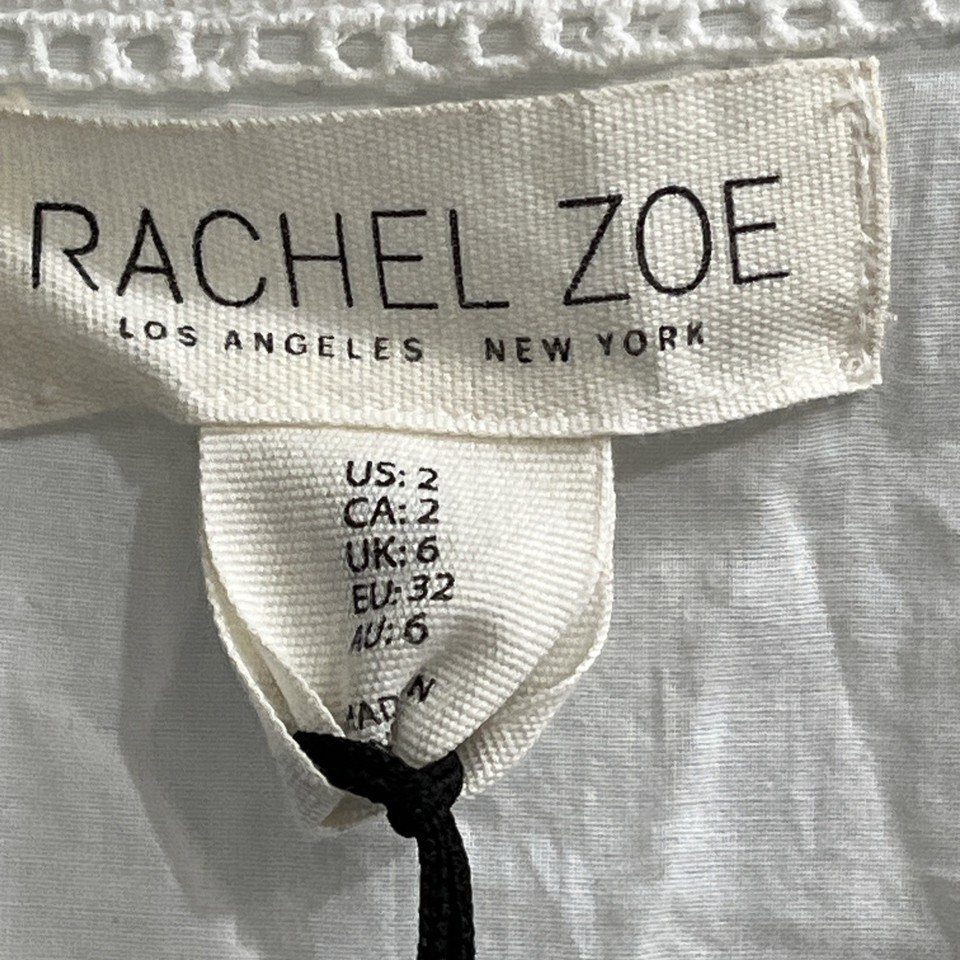 RACHEL ZOE
LOS ANGELES NEW YORK
US: 2
CA: 2
UK: 6
EU: 32
AU: 6